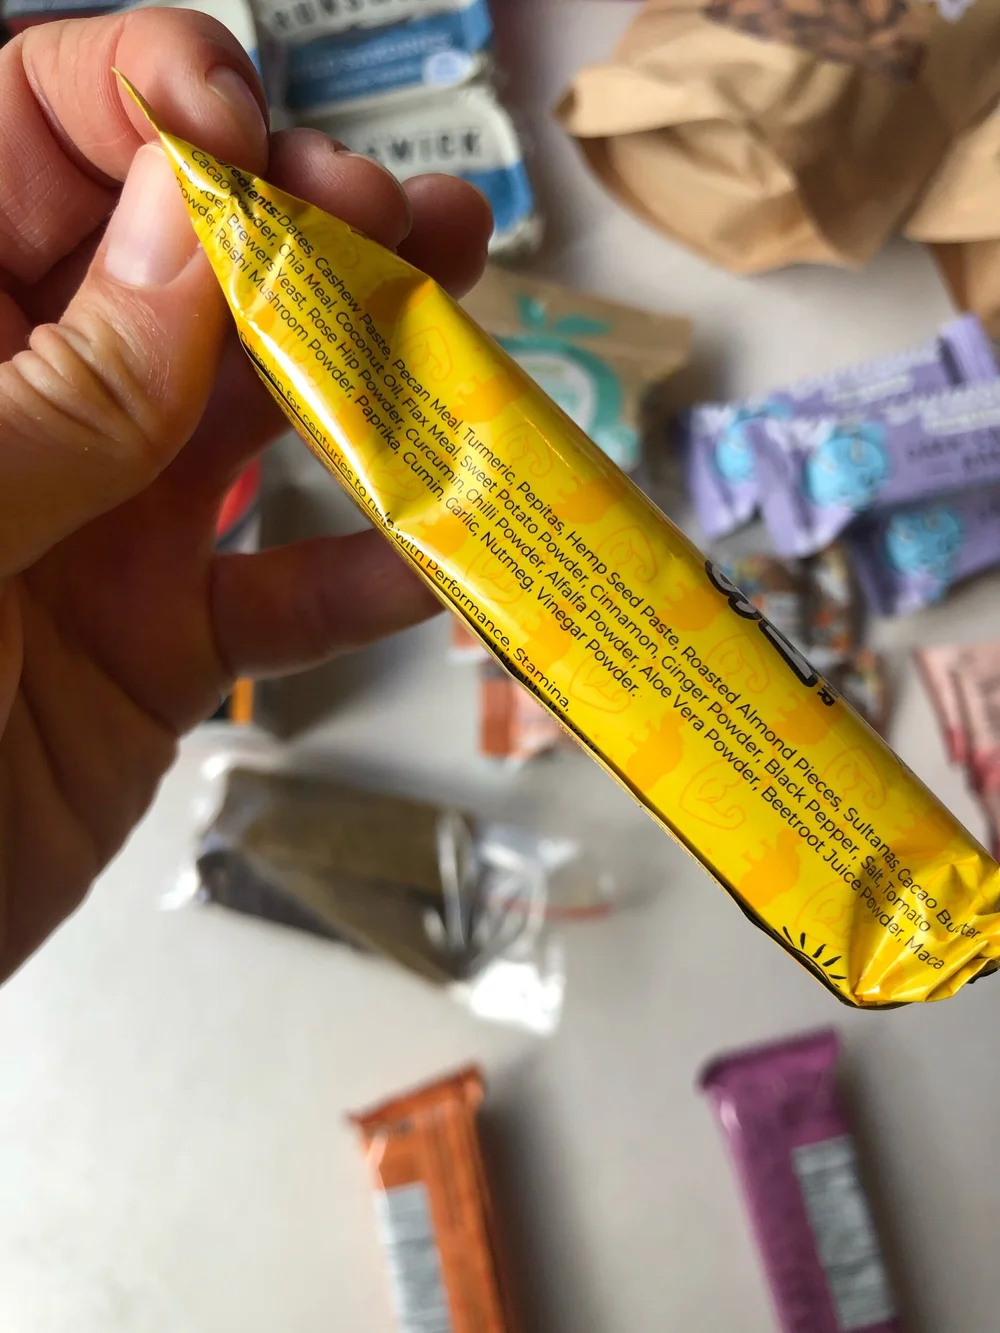 Ingredients: Dates, Cashew Paste, Pecan Meal, Turmeric, Pepitas, Hemp Seed Paste, Roasted Almond Pieces, Sultanas, Cacao Butter,
Cacao Powder, Chia Meal, Coconut Oil, Flax Meal, Sweet Potato Powder, Cinnamon, Ginger Powder, Black Pepper, Salt, Tomato
Powder, Brewer's Yeast, Rose Hip Powder, Curcumin, Chilli Powder, Alfalfa Powder, Aloe Vera Powder, Beetroot Juice Powder, Maca
Powder, Reishi Mushroom Powder, Paprika, Cumin, Garlic, Nutmeg, Vinegar Powder.
for centuries to help with Performance, Stamina,
WICK